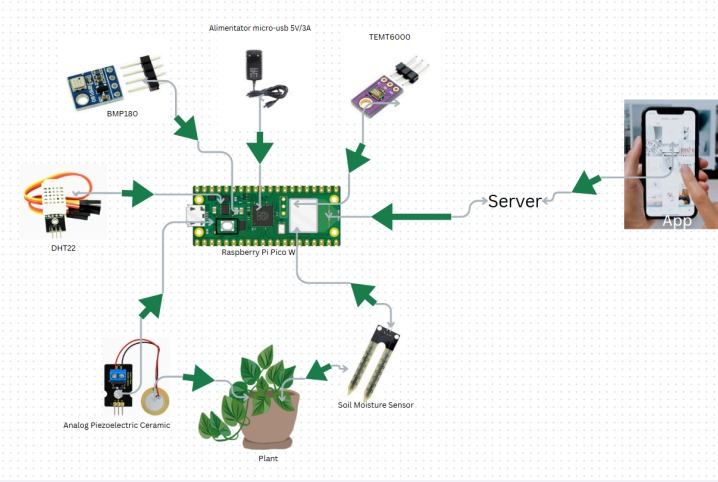 Alimentator micro-usb 5V/3A
TEMT6000
BMP180
Server
App
DHT22
Raspberry Pi Pico W
Analog Piezoelectric Ceramic
Soil Moisture Sensor
Plant